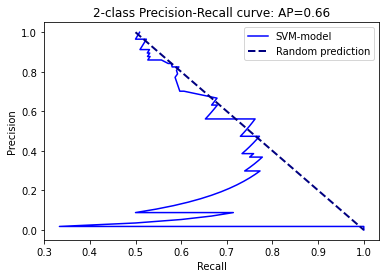 2-class Precision-Recall curve: AP=0.66
SVM-model
Random prediction
Precision
1.0
0.8
0.6
0.4
0.2
0.0
0.3 0.4 0.5 0.6 0.7 0.8 0.9 1.0
Recall